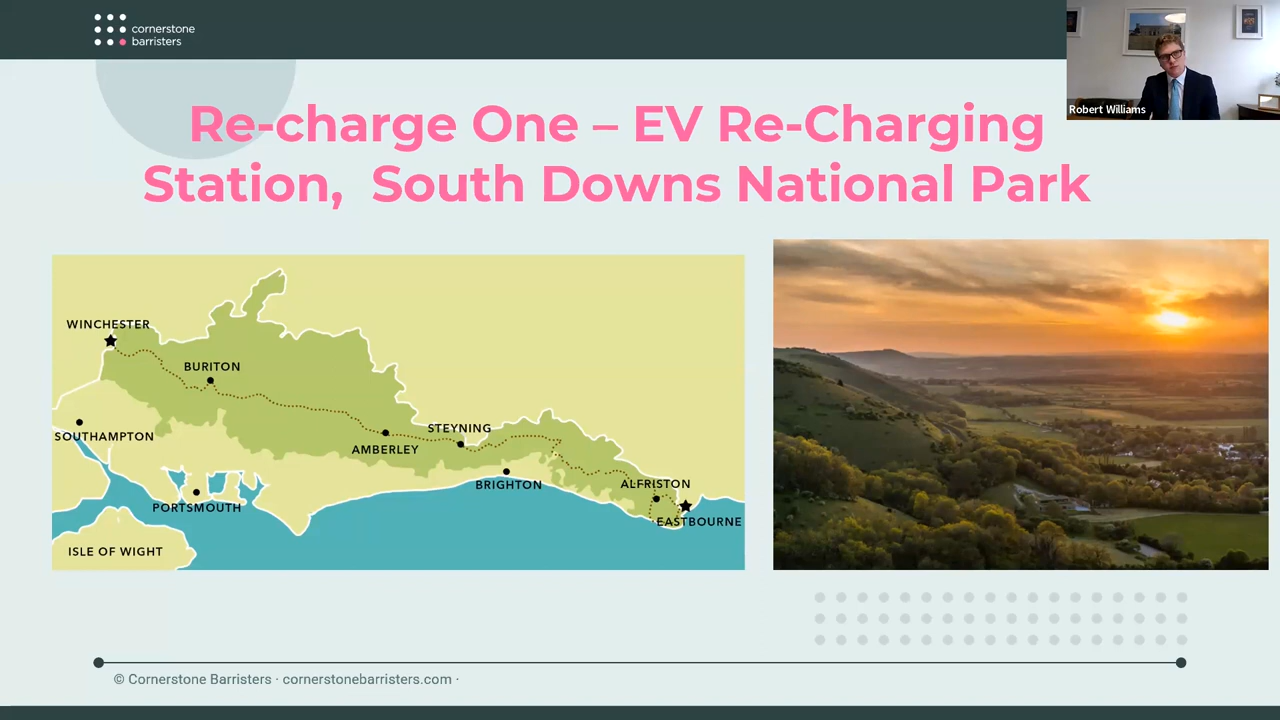 cornerstone
barristers
Robert Williams
Re-charge One – EV Re-Charging
Station, South Downs National Park
WINCHESTER
BURITON
SOUTHAMPTON
STEYNING
AMBERLEY
BRIGHTON
ALFRISTON
PORTSMOUTH
EASTBOURNE
ISLE OF WIGHT
© Cornerstone Barristers · cornerstonebarristers.com ·